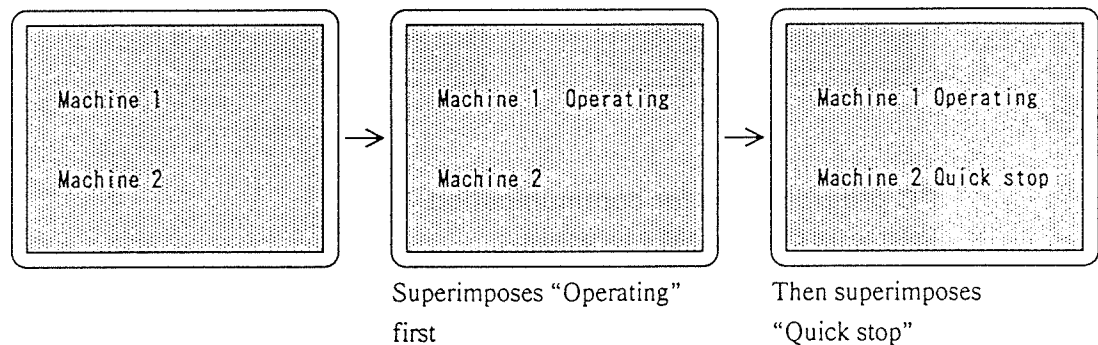 Machine 1
Machine 2
Machine 1 Operating
Machine 2
Machine 1 Operating
Machine 2 Quick stop
Superimposes “Operating”
first
Then superimposes
“Quick stop”